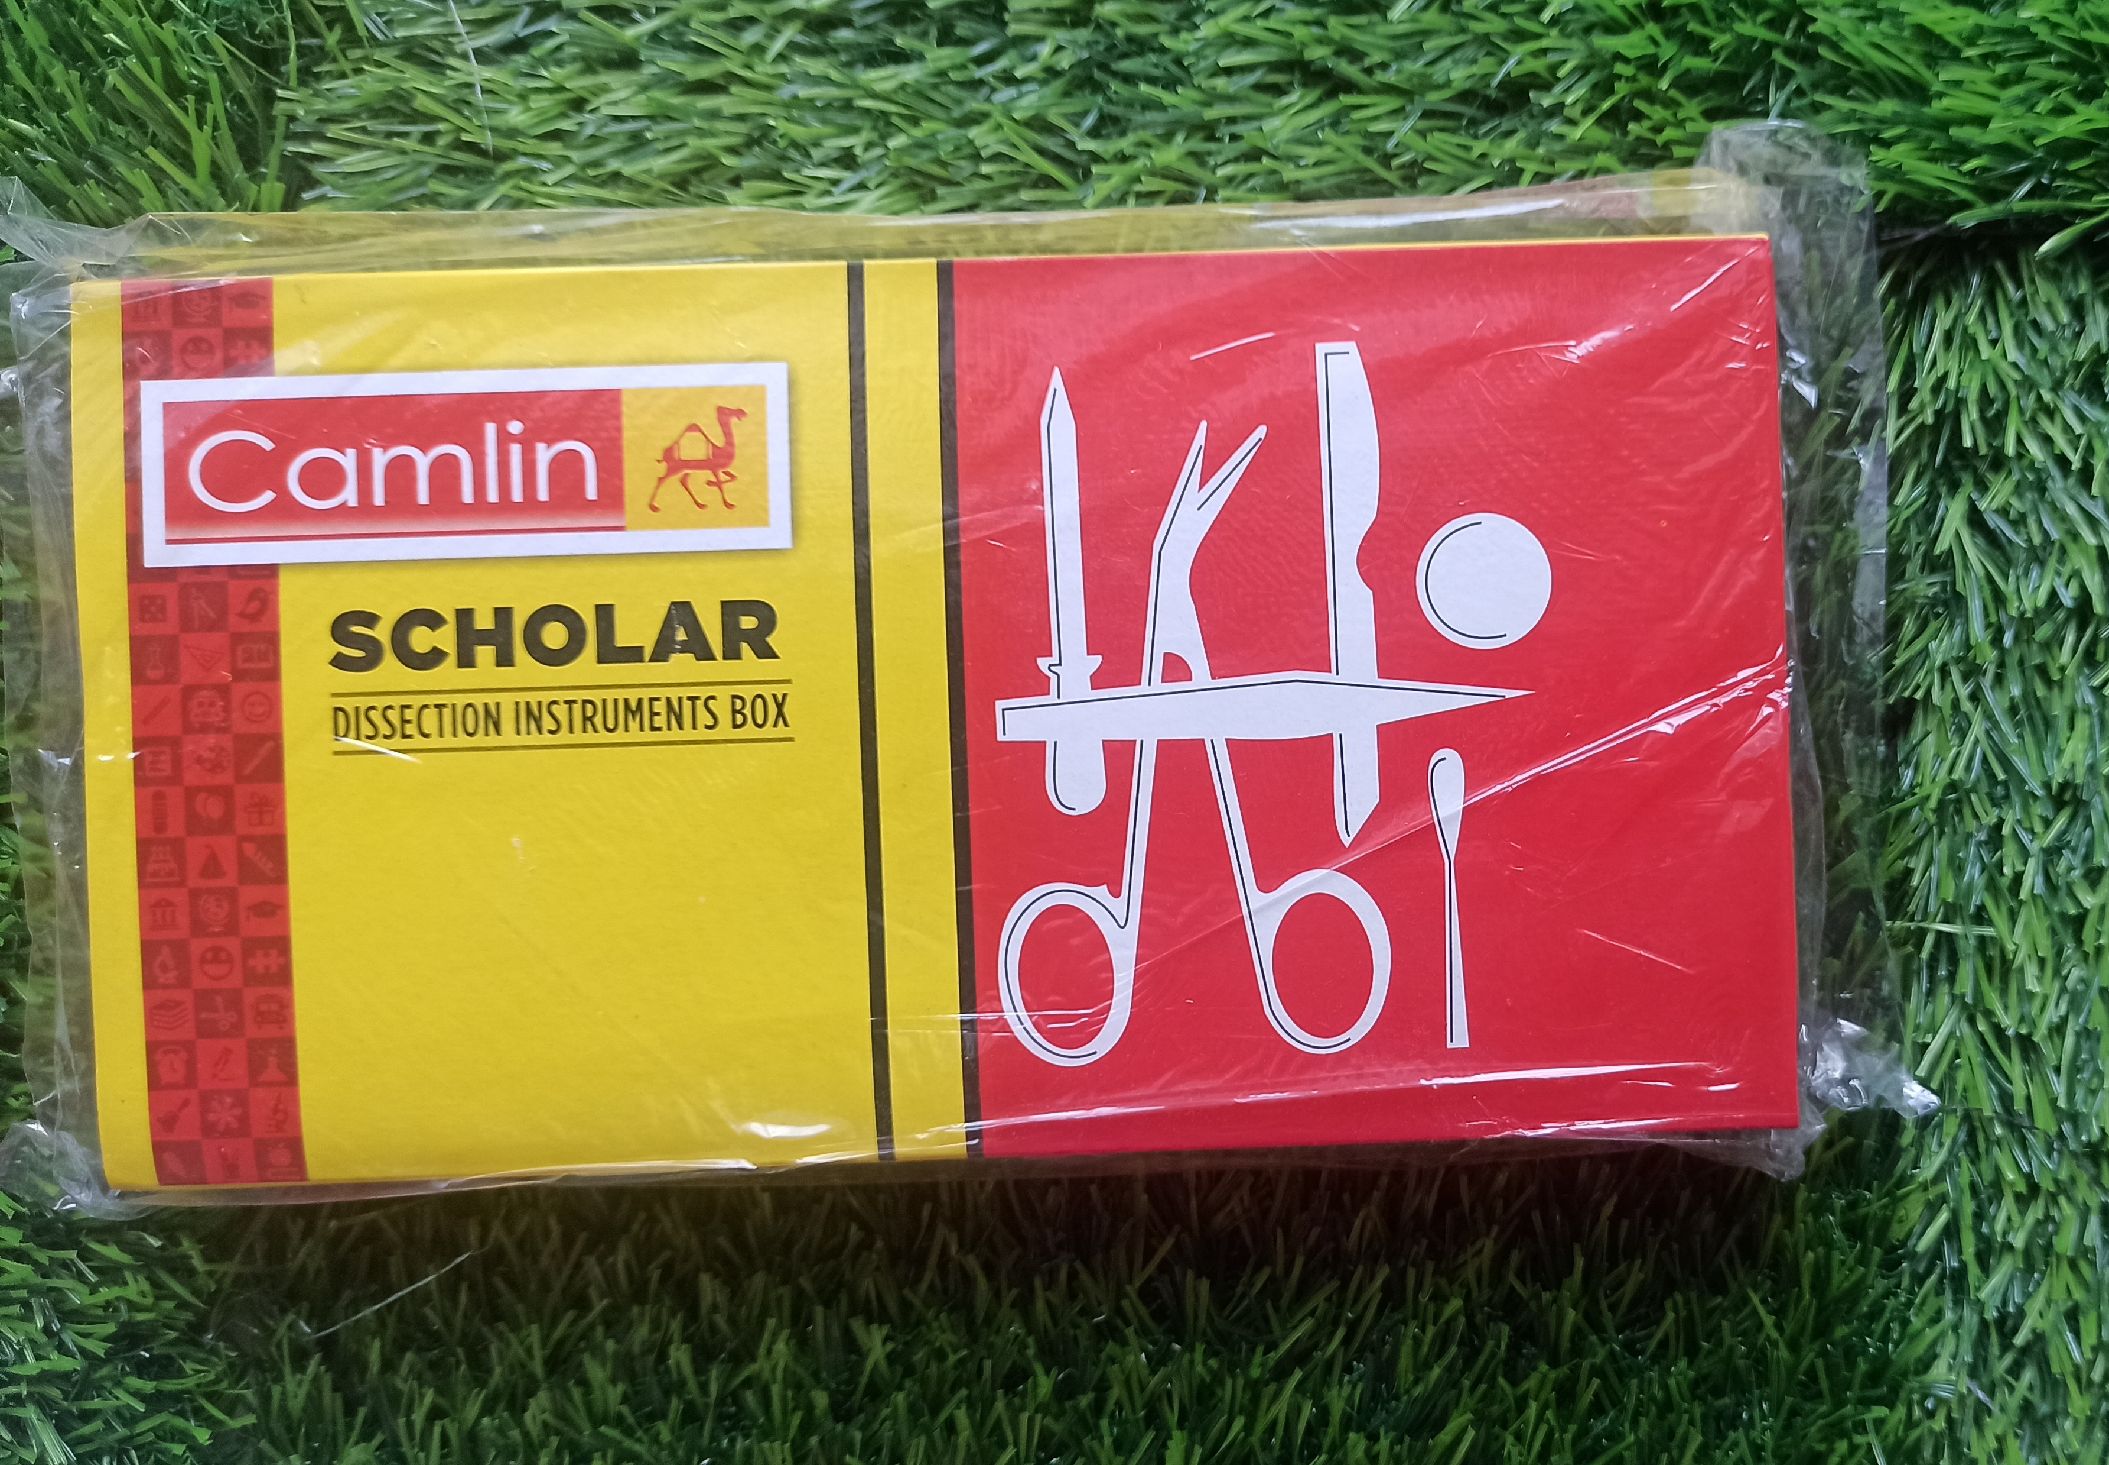 Camlin
SCHOLAR
DISSECTION INSTRUMENTS BOX